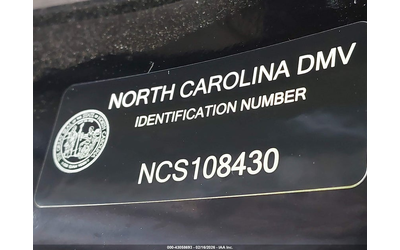 NORTH CAROLINA DMV
IDENTIFICATION NUMBER
NCS108430